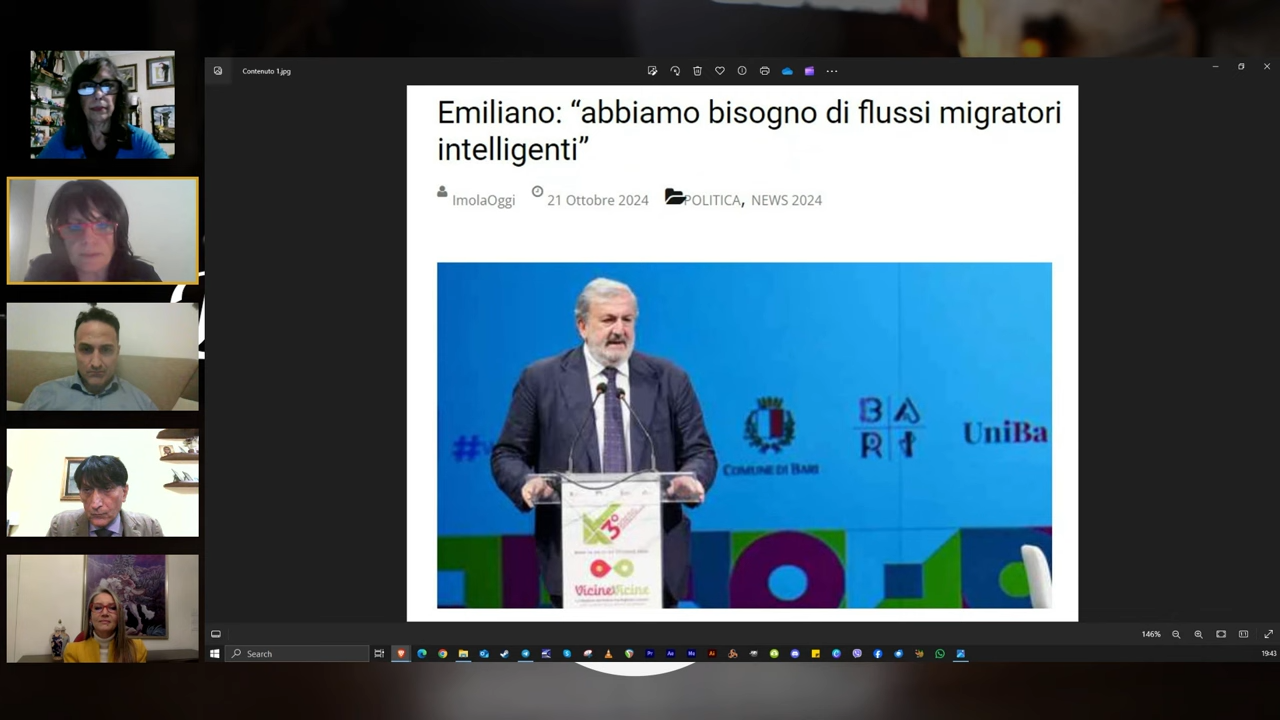 Contenuto 1.jpg
Emiliano: “abbiamo bisogno di flussi migratori
intelligenti”
ImolaOggi 21 Ottobre 2024 POLITICA, NEWS 2024
BA
RI
UniBa
COMUNE DI BARI
3°
VicineVicine
146%
Search
19:43